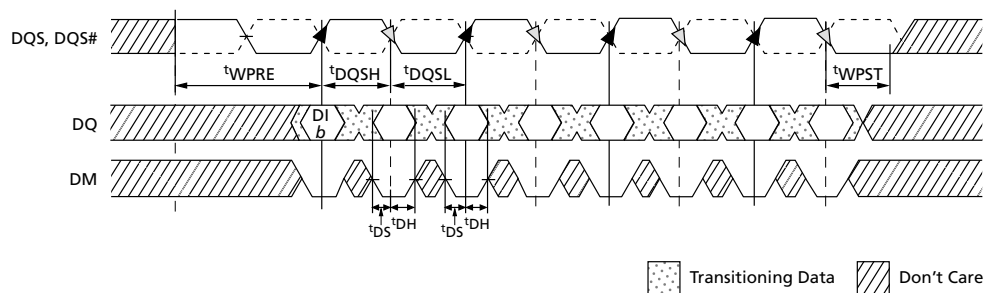 DQS, DQS#
tWPRE
tDQSH
tDQSL
tWPST
DQ
DI
b
DM
tDS
tDH
tDS
tDH
Transitioning Data
Don't Care